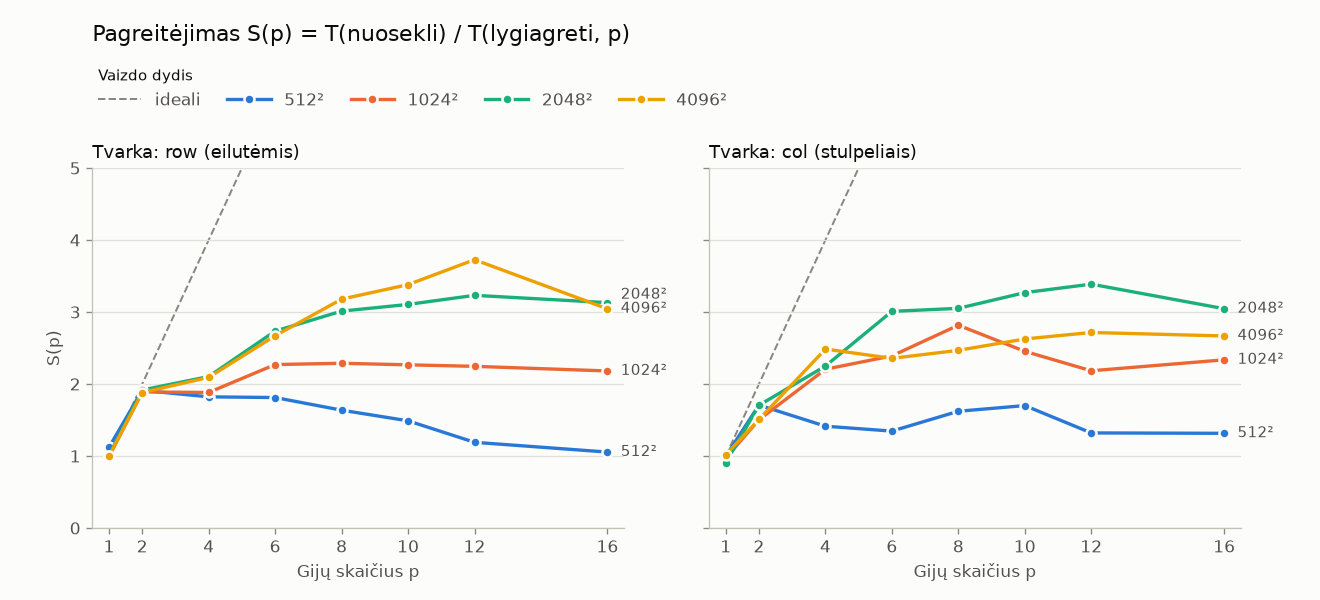 Pagreitėjimas S(p) = T(nuosekli) / T(lygiagreti, p)
Vaizdo dydis
ideali 512² 1024² 2048² 4096²
Tvarka: row (eilutėmis)
5
4
3
2
1
0
S(p)
2048²
4096²
1024²
512²
1 2 4 6 8 10 12 16
Gijų skaičius p
Tvarka: col (stulpeliais)
2048²
4096²
1024²
512²
1 2 4 6 8 10 12 16
Gijų skaičius p